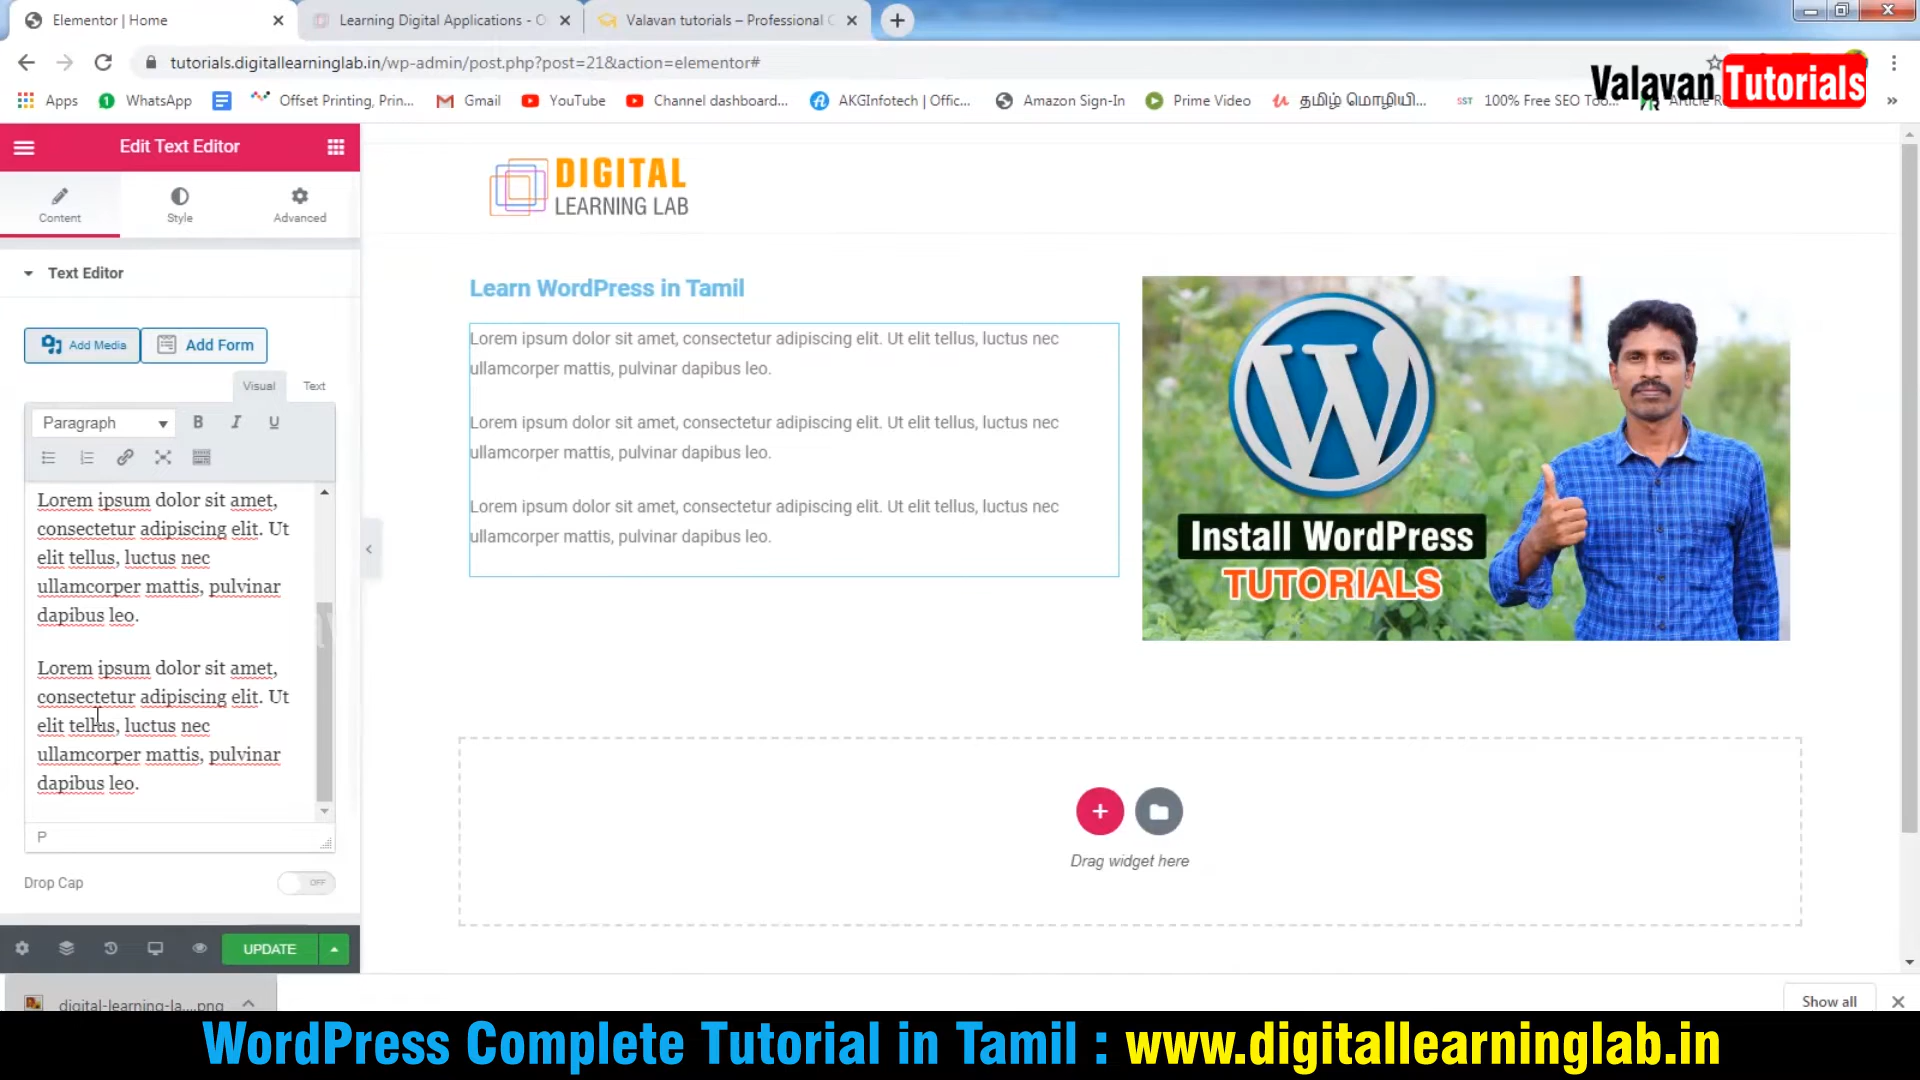 Elementor | Home
Learning Digital Applications - O
Valavan tutorials – Professional C
tutorials.digitallearninglab.in/wp-admin/post.php?post=21&action=elementor#
Valavan Tutorials
Apps
WhatsApp
Offset Printing, Prin...
Gmail
YouTube
Channel dashboard...
AKGInfotech | Offic...
Amazon Sign-In
Prime Video
தமிழ் மொழியி...
SST
100% Free SEO Too...
»
Edit Text Editor
Content
Style
Advanced
Text Editor
Add Media
Add Form
Visual
Text
Paragraph
B
I
U
Lorem ipsum dolor sit amet,
consectetur adipiscing elit. Ut
elit tellus, luctus nec
ullamcorper mattis, pulvinar
dapibus leo.
Lorem ipsum dolor sit amet,
consectetur adipiscing elit. Ut
elit tellus, luctus nec
ullamcorper mattis, pulvinar
dapibus leo.
P
Drop Cap
OFF
UPDATE
DIGITAL
LEARNING LAB
Learn WordPress in Tamil
Lorem ipsum dolor sit amet, consectetur adipiscing elit. Ut elit tellus, luctus nec
ullamcorper mattis, pulvinar dapibus leo.
Lorem ipsum dolor sit amet, consectetur adipiscing elit. Ut elit tellus, luctus nec
ullamcorper mattis, pulvinar dapibus leo.
Lorem ipsum dolor sit amet, consectetur adipiscing elit. Ut elit tellus, luctus nec
ullamcorper mattis, pulvinar dapibus leo.
Install WordPress
TUTORIALS
Drag widget here
digital-learning-la....png
Show all
WordPress Complete Tutorial in Tamil : www.digitallearninglab.in